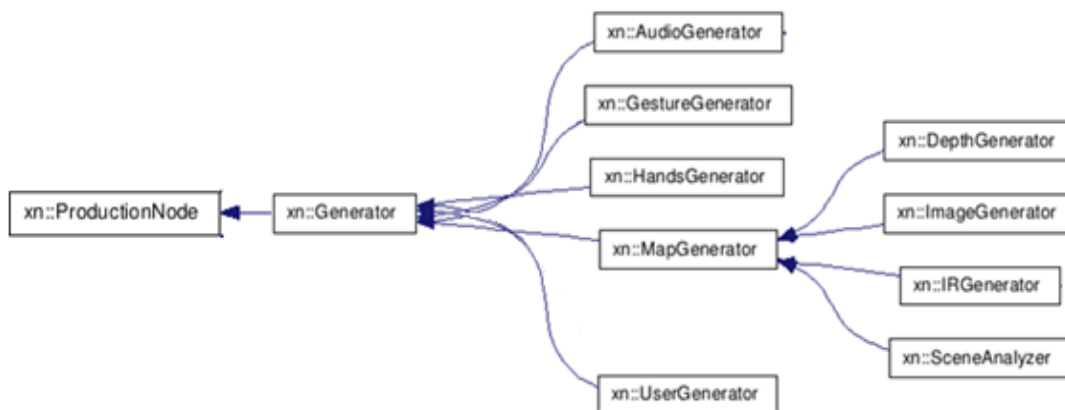 xn::AudioGenerator
xn::GestureGenerator
xn::DepthGenerator
xn::HandsGenerator
xn::ProductionNode
xn::Generator
xn::ImageGenerator
xn::MapGenerator
xn::IRGenerator
xn::SceneAnalyzer
xn::UserGenerator